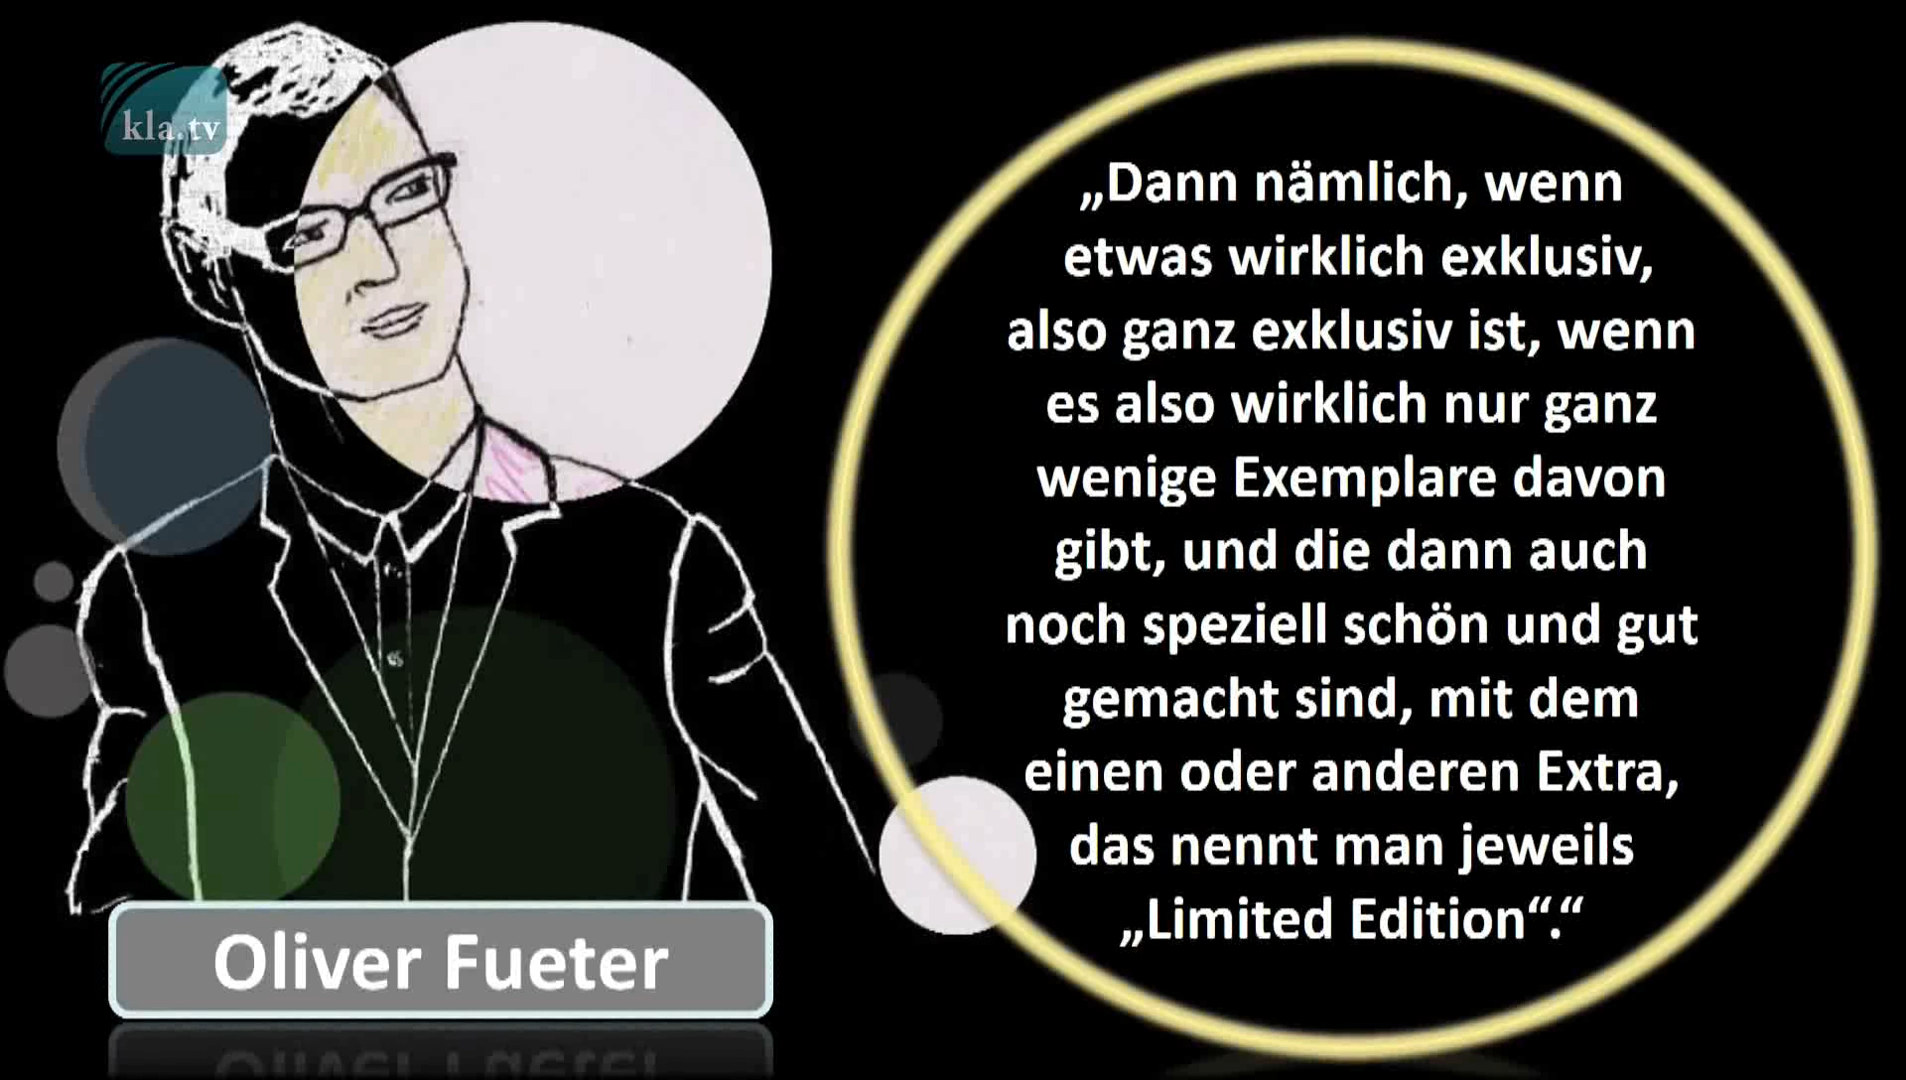 kla.tv
„Dann nämlich, wenn
etwas wirklich exklusiv,
also ganz exklusiv ist, wenn
es also wirklich nur ganz
wenige Exemplare davon
gibt, und die dann auch
noch speziell schön und gut
gemacht sind, mit dem
einen oder anderen Extra,
das nennt man jeweils
„Limited Edition“.“
Oliver Fueter